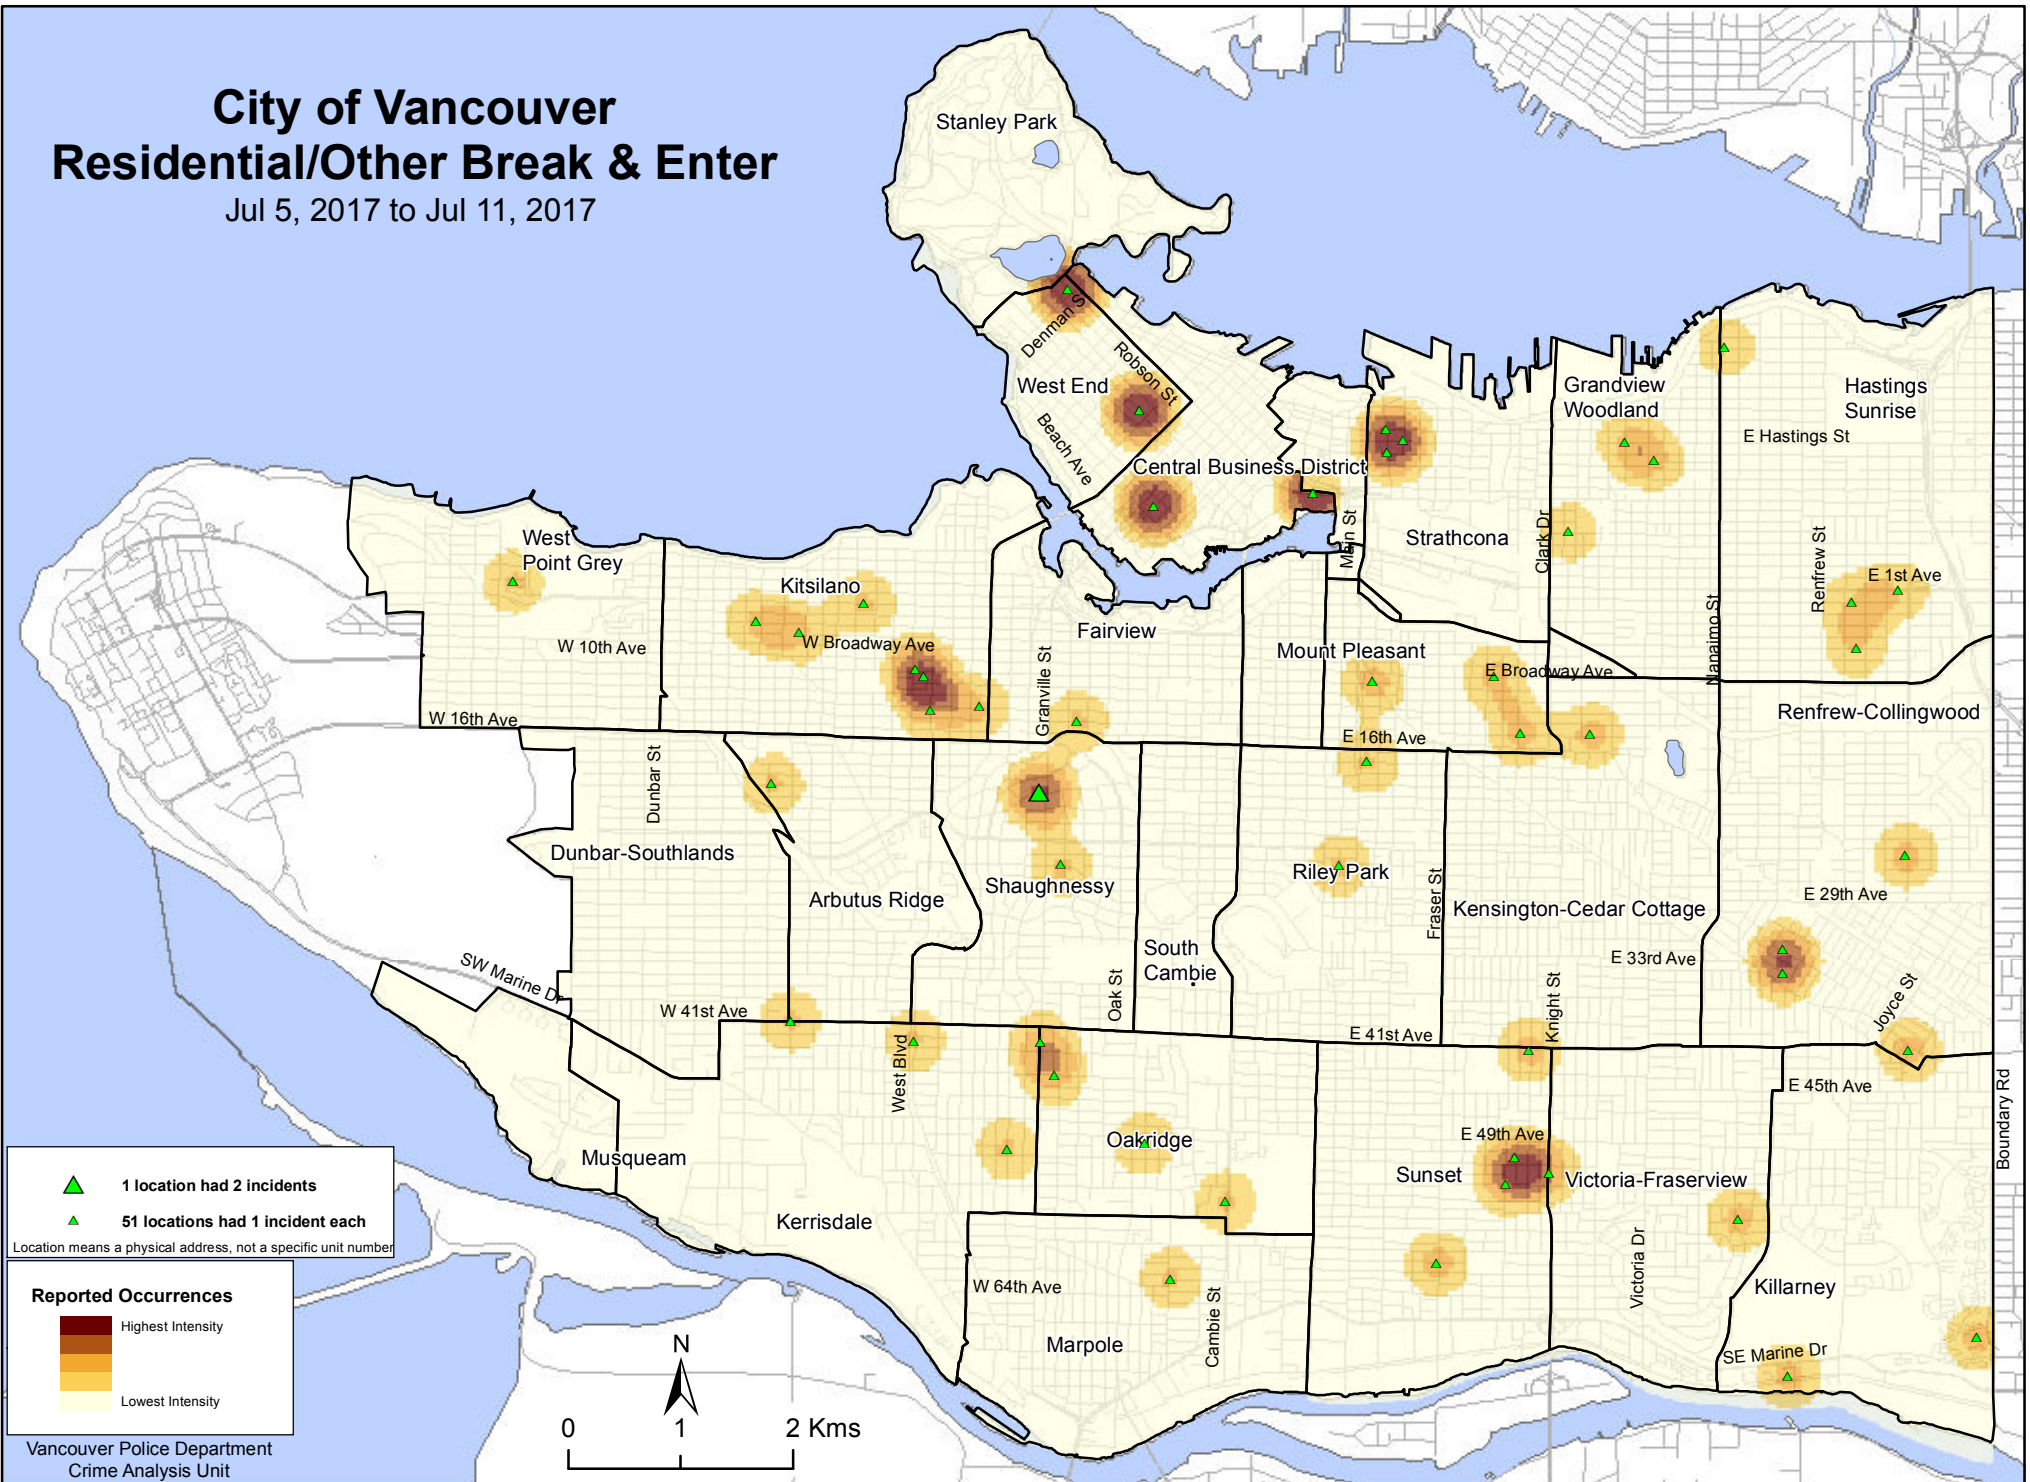 City of Vancouver
Residential/Other Break & Enter
Jul 5, 2017 to Jul 11, 2017
Stanley Park
Denman S
Robson St
West End
Beach Ave
Central Business District
Grandview
Woodland
Hastings
Sunrise
E Hastings St
Main St
Strathcona
Clark Dr
Nanaimo St
Renfrew St
E 1st Ave
West
Point Grey
Kitsilano
W 10th Ave
W Broadway Ave
Fairview
Granville St
Mount Pleasant
E Broadway Ave
W 16th Ave
E 16th Ave
Renfrew-Collingwood
Dunbar St
Dunbar-Southlands
Arbutus Ridge
Shaughnessy
Riley Park
Fraser St
Kensington-Cedar Cottage
E 29th Ave
South
Cambie
Oak St
E 33rd Ave
Knight St
Joyce St
SW Marine Dr
W 41st Ave
E 41st Ave
West Blvd
E 45th Ave
Boundary Rd
Musqueam
Oakridge
E 49th Ave
Sunset
Victoria-Fraserview
Kerrisdale
Victoria Dr
W 64th Ave
Cambie St
Killarney
Marpole
SE Marine Dr
1 location had 2 incidents
51 locations had 1 incident each
Location means a physical address, not a specific unit number
Reported Occurrences
Highest Intensity
Lowest Intensity
N
0 1 2 Kms
Vancouver Police Department
Crime Analysis Unit